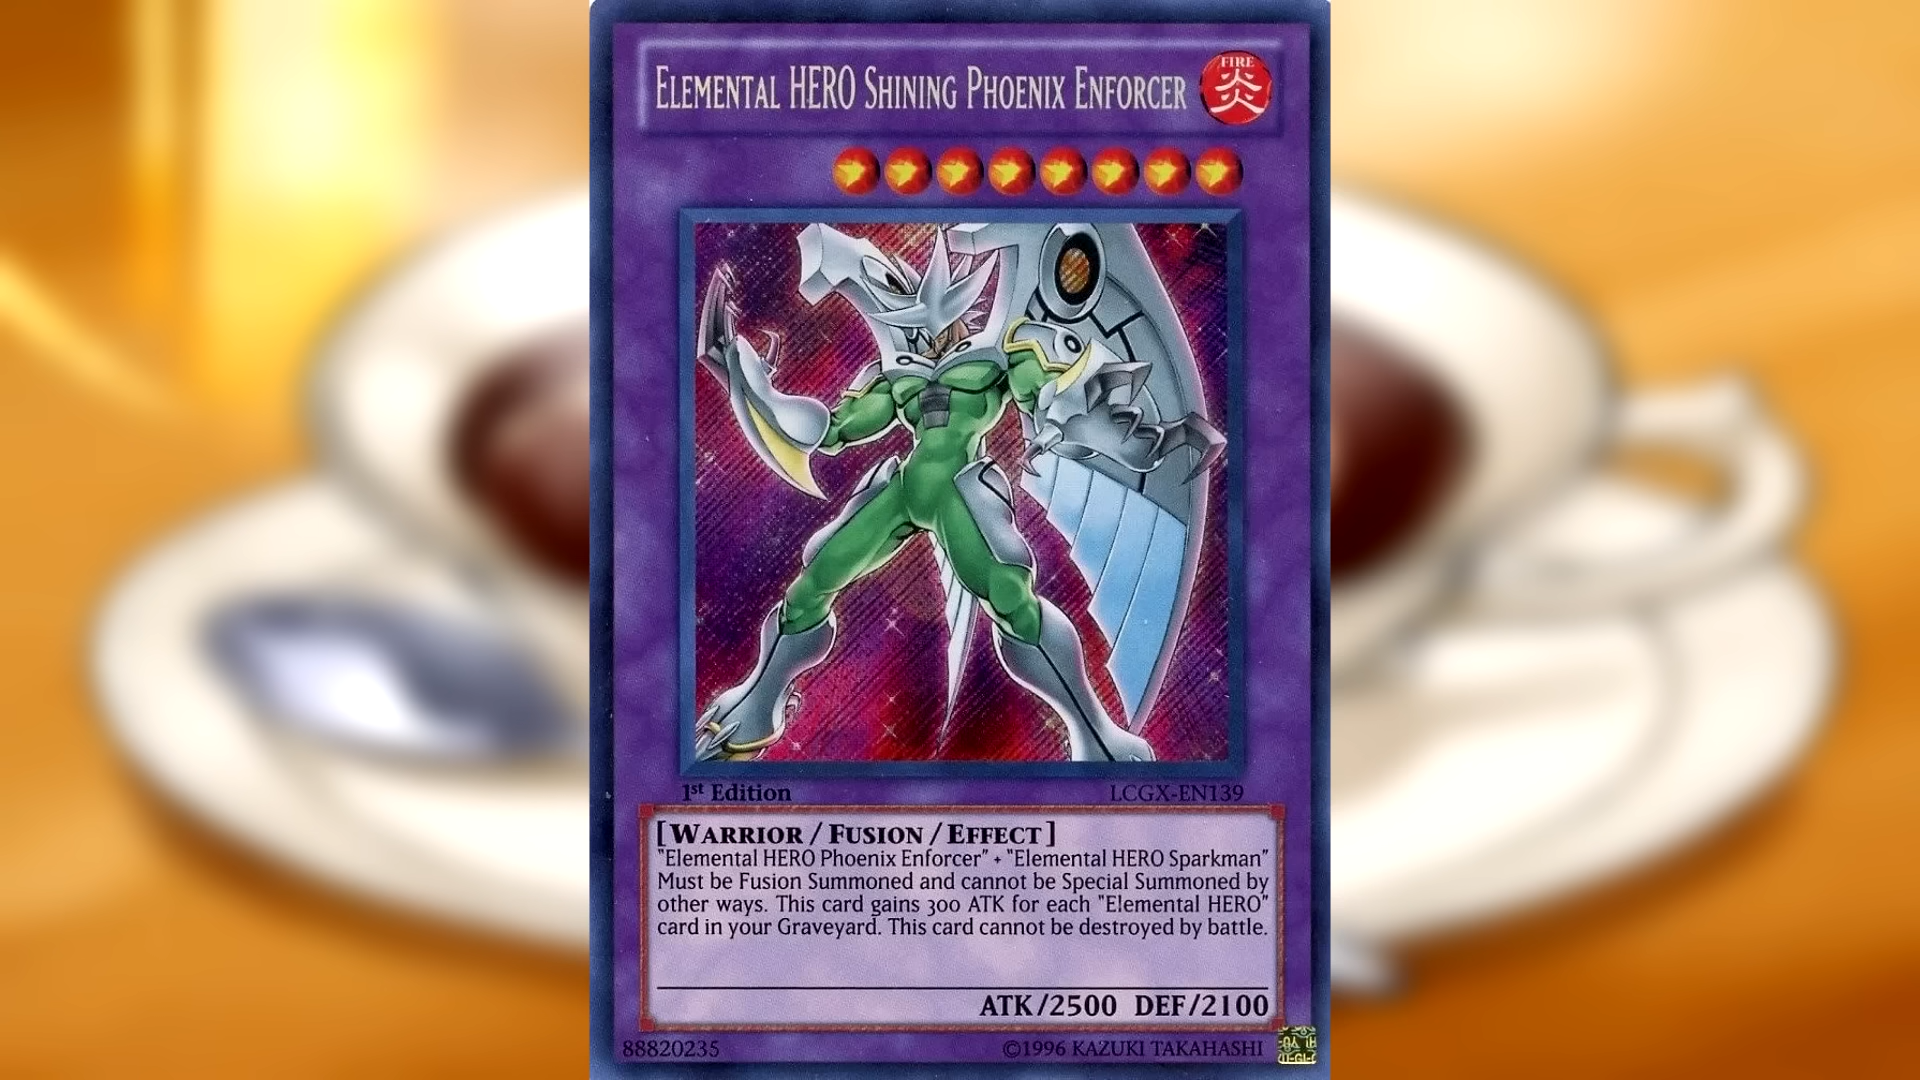 Elemental HERO Shining Phoenix Enforcer
FIRE
炎
1st Edition
LCGX-EN139
[Warrior / Fusion / Effect]
"Elemental HERO Phoenix Enforcer" + "Elemental HERO Sparkman"
Must be Fusion Summoned and cannot be Special Summoned by
other ways. This card gains 300 ATK for each "Elemental HERO"
card in your Graveyard. This card cannot be destroyed by battle.
ATK/2500 DEF/2100
88820235
©1996 KAZUKI TAKAHASHI